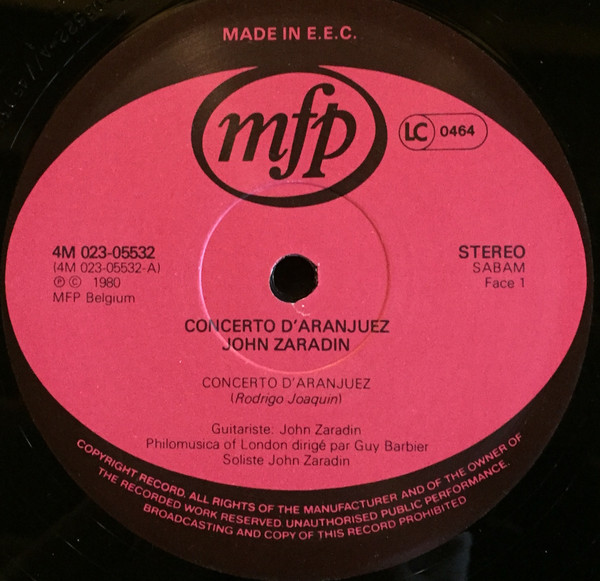 MADE IN E.E.C.
mfp
LC 0464
4M 023-05532
(4M 023-05532-A)
℗ © 1980
MFP Belgium
STEREO
SABAM
Face 1
CONCERTO D'ARANJUEZ
JOHN ZARADIN
CONCERTO D'ARANJUEZ
(Rodrigo Joaquin)
Guitariste: John Zaradin
Philomusica of London dirigé par Guy Barbier
Soliste John Zaradin
COPYRIGHT RECORD. ALL RIGHTS OF THE MANUFACTURER AND OF THE OWNER OF
THE RECORDED WORK RESERVED UNAUTHORISED PUBLIC PERFORMANCE.
BROADCASTING AND COPY OF THIS RECORD PROHIBITED